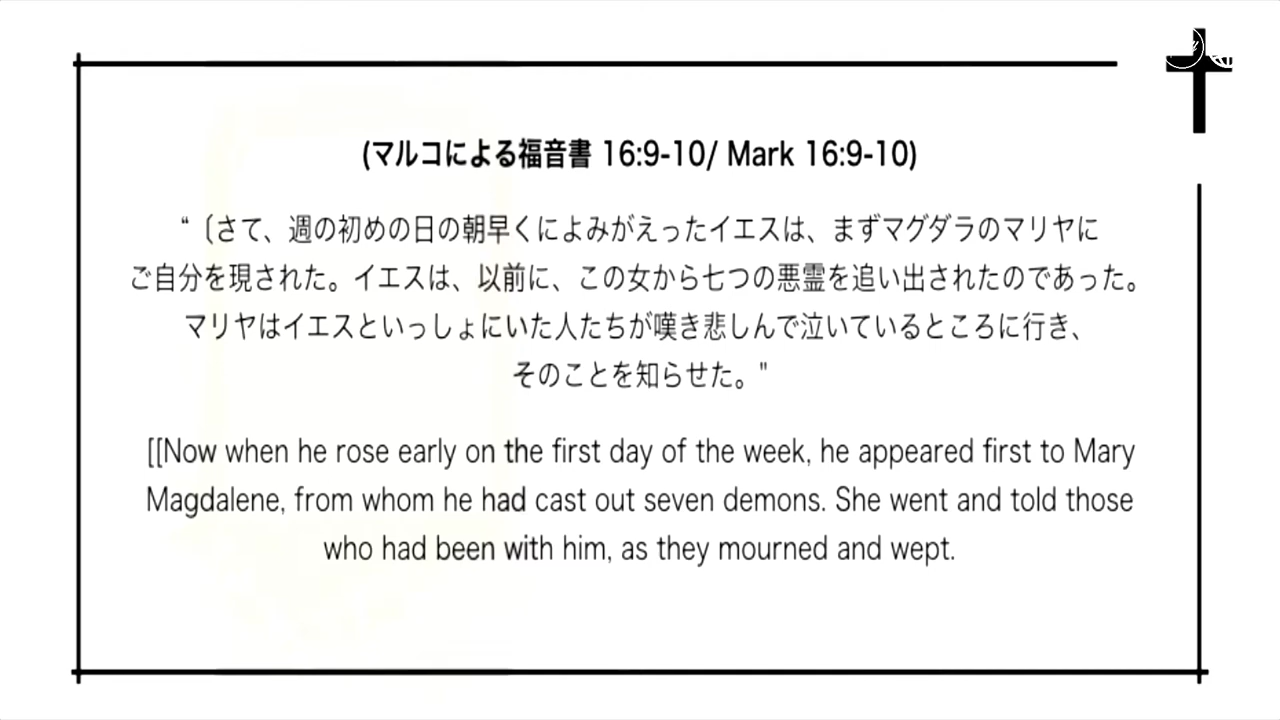 (マルコによる福音書 16:9-10/ Mark 16:9-10)
“〔さて、週の初めの日の朝早くによみがえったイエスは、まずマグダラのマリヤに
ご自分を現された。イエスは、以前に、この女から七つの悪霊を追い出されたのであった。
マリヤはイエスといっしょにいた人たちが嘆き悲しんで泣いているところに行き、
そのことを知らせた。"
[[Now when he rose early on the first day of the week, he appeared first to Mary
Magdalene, from whom he had cast out seven demons. She went and told those
who had been with him, as they mourned and wept.